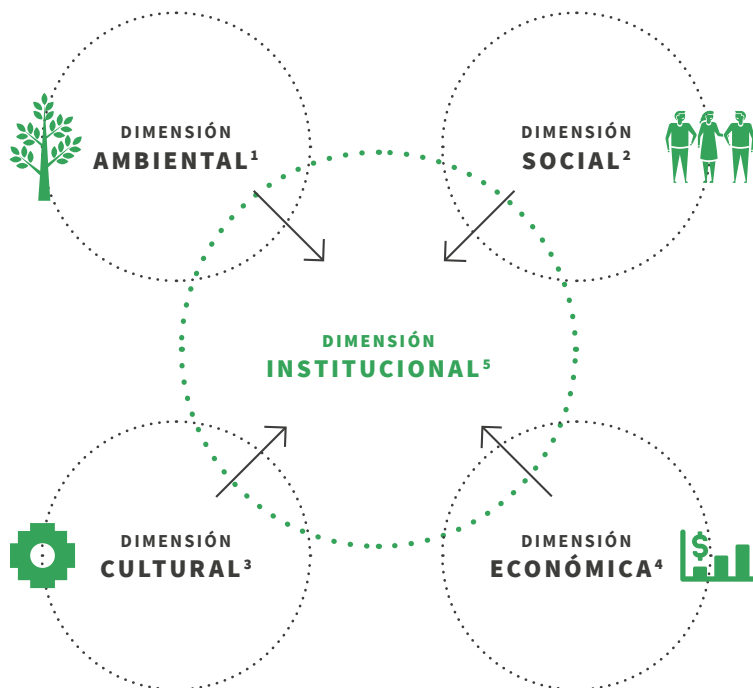 DIMENSIÓN
AMBIENTAL¹
DIMENSIÓN
SOCIAL²
DIMENSIÓN
INSTITUCIONAL⁵
DIMENSIÓN
CULTURAL³
DIMENSIÓN
ECONÓMICA⁴
$